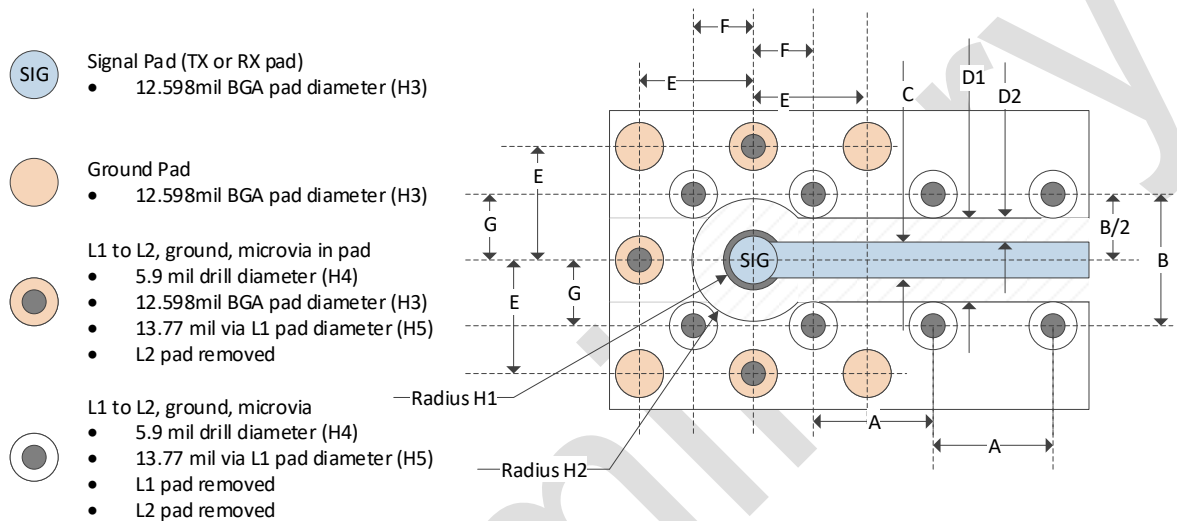 SIG
Signal Pad (TX or RX pad)
• 12.598mil BGA pad diameter (H3)
Ground Pad
• 12.598mil BGA pad diameter (H3)
L1 to L2, ground, microvia in pad
• 5.9 mil drill diameter (H4)
• 12.598mil BGA pad diameter (H3)
• 13.77 mil via L1 pad diameter (H5)
• L2 pad removed
L1 to L2, ground, microvia
• 5.9 mil drill diameter (H4)
• 13.77 mil via L1 pad diameter (H5)
• L1 pad removed
• L2 pad removed
F
F
E
E
C
D1
D2
E
G
B/2
B
SIG
E
G
Radius H1
A
A
Radius H2